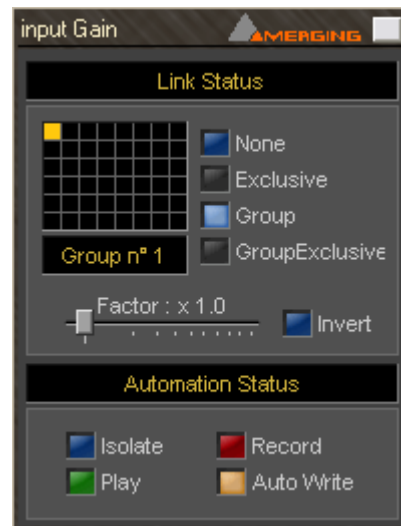 input Gain
MERGING
Link Status
None
Exclusive
Group
GroupExclusive
Group n° 1
Factor : x 1.0
Invert
Automation Status
Isolate
Record
Play
Auto Write